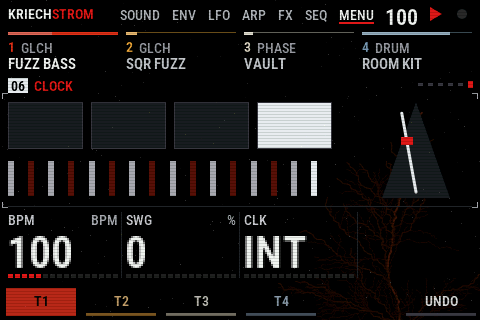 KRIECHSTROM SOUND ENV LFO ARP FX SEQ MENU 100
1 GLCH 2 GLCH 3 PHASE 4 DRUM
FUZZ BASS SQR FUZZ VAULT ROOM KIT
06 CLOCK
BPM BPM SWG % CLK
100 0 INT
T1 T2 T3 T4 UNDO